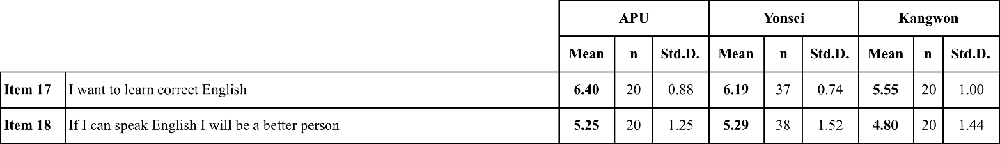 APU Yonsei Kangwon
Mean n Std.D. Mean n Std.D. Mean n Std.D.
Item 17 I want to learn correct English 6.40 20 0.88 6.19 37 0.74 5.55 20 1.00
Item 18 If I can speak English I will be a better person 5.25 20 1.25 5.29 38 1.52 4.80 20 1.44